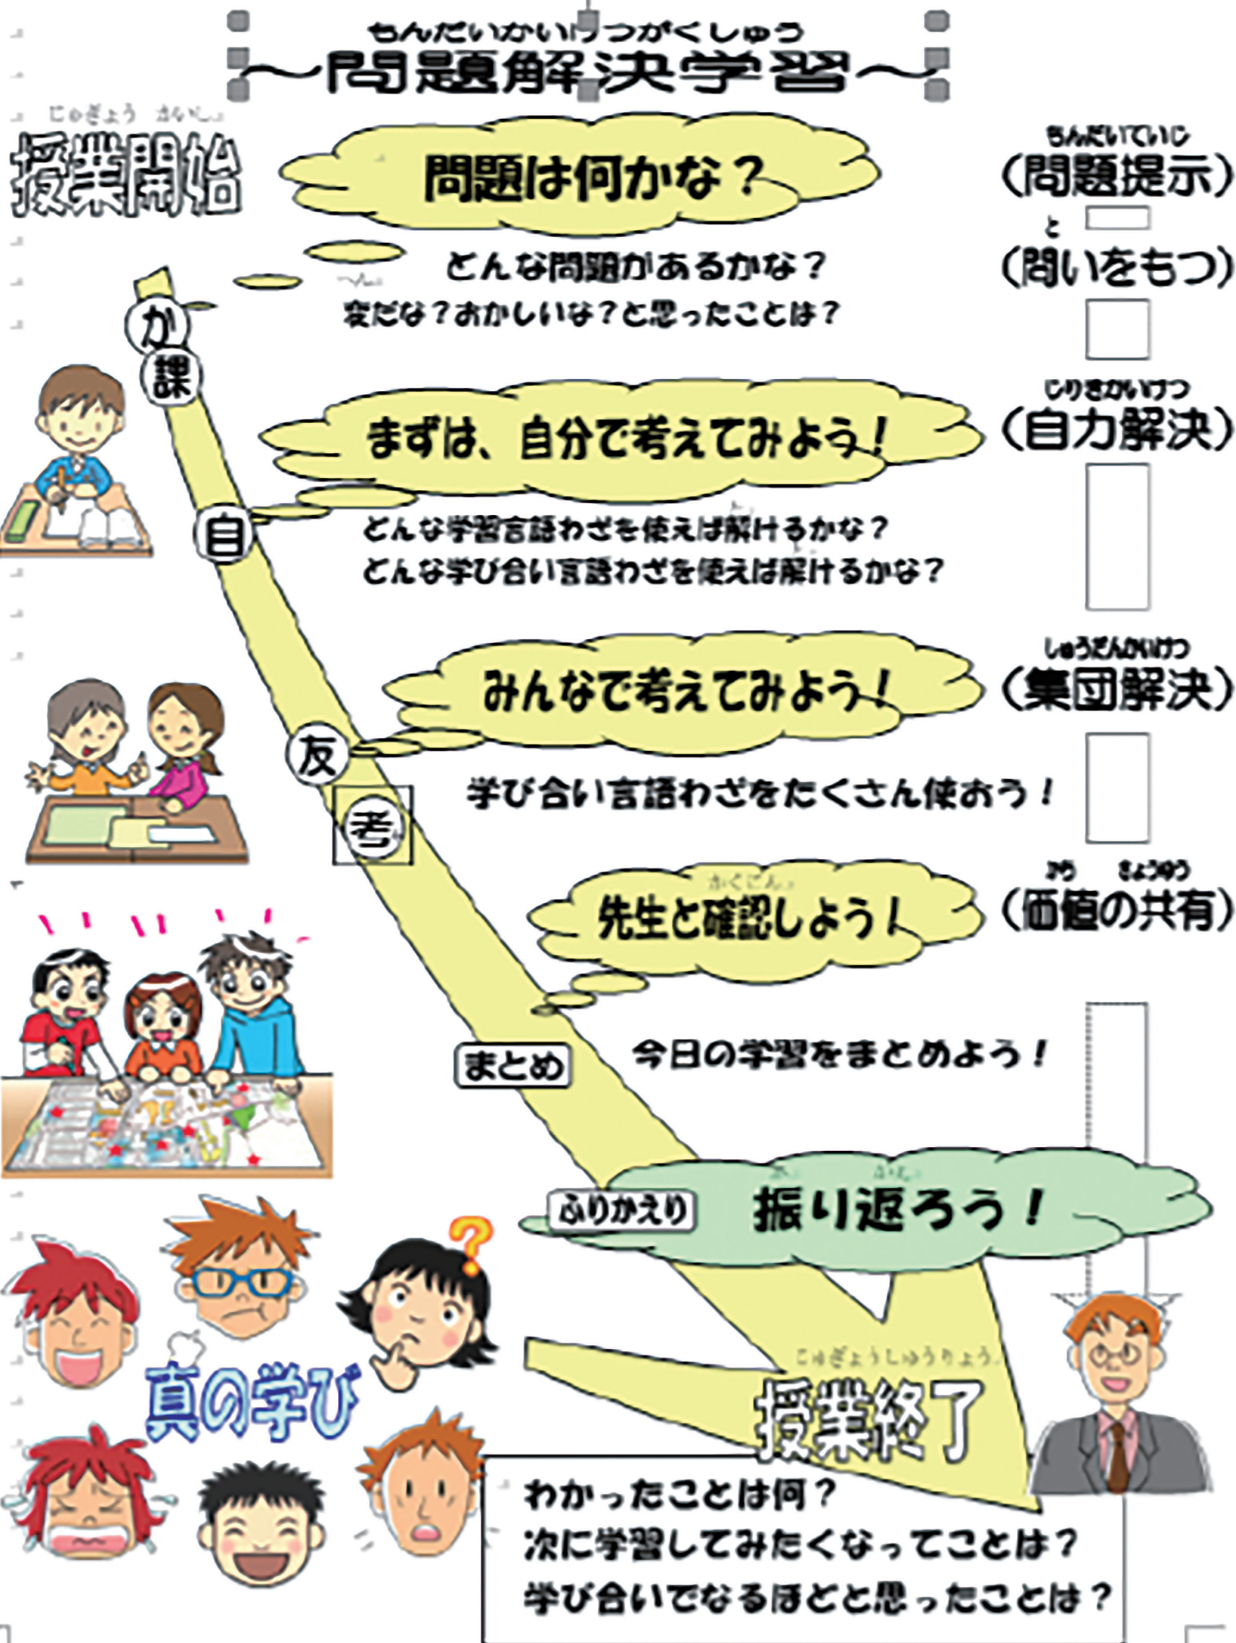 もんだいかいけつがくしゅう
～問題解決学習～
じゅぎょう かいし
授業開始
問題は何かな？
もんだいていじ
（問題提示）
どんな問題があるかな？
と
（問いをもつ）
へん
変だな？おかしいな？と思ったことは？
か
課
まずは、自分で考えてみよう！
じりきかいけつ
（自力解決）
自
どんな学習言語わざを使えば解けるかな？
どんな学び合い言語わざを使えば解けるかな？
みんなで考えてみよう！
しゅうだんかいけつ
（集団解決）
友
考
学び合い言語わざをたくさん使おう！
かくにん
先生と確認しよう！
かち きょうゆう
（価値の共有）
まとめ
今日の学習をまとめよう！
ふりかえり
振り返ろう！
?
真の学び
じゅぎょうしゅうりょう
授業終了
わかったことは何？
次に学習してみたくなってことは？
学び合いでなるほどと思ったことは？